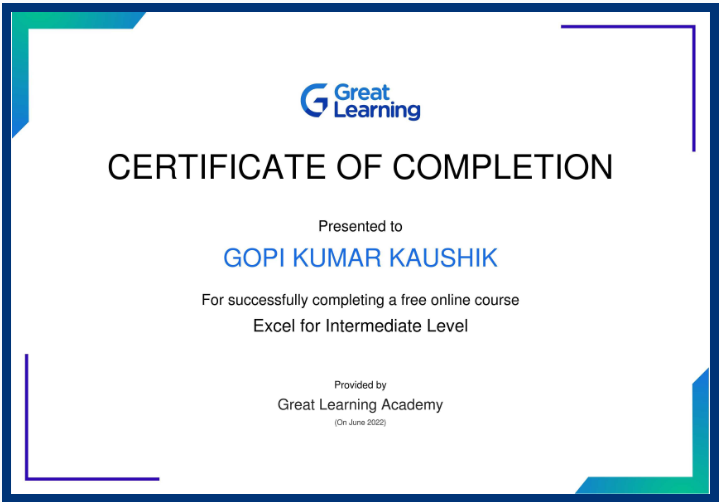 Great
Learning
CERTIFICATE OF COMPLETION
Presented to
GOPI KUMAR KAUSHIK
For successfully completing a free online course
Excel for Intermediate Level
Provided by
Great Learning Academy
(On June 2022)